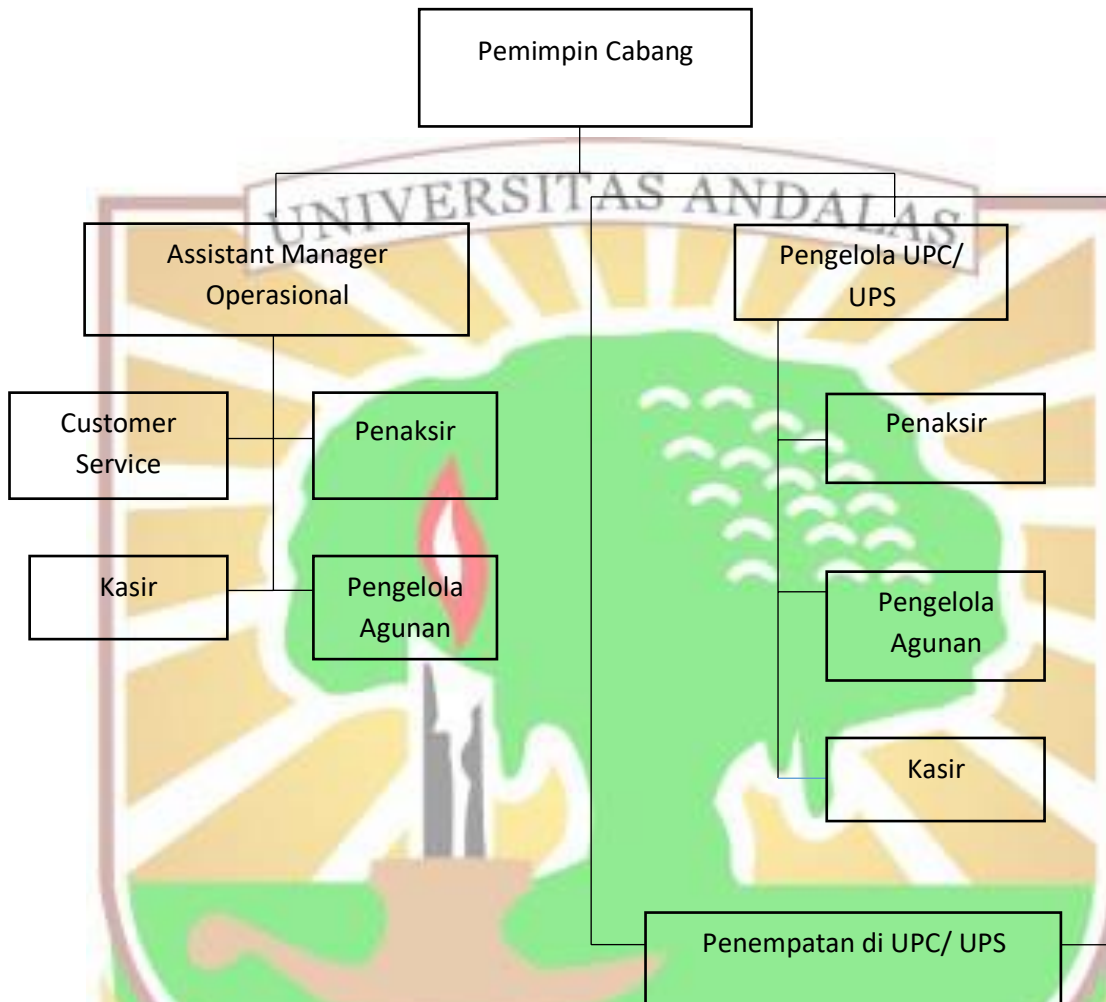 Pemimpin Cabang
UNIVERSITAS ANDALAS
Assistant Manager
Operasional
Pengelola UPC/
UPS
Customer
Service
Penaksir
Penaksir
Kasir
Pengelola
Agunan
Pengelola
Agunan
Kasir
Penempatan di UPC/ UPS